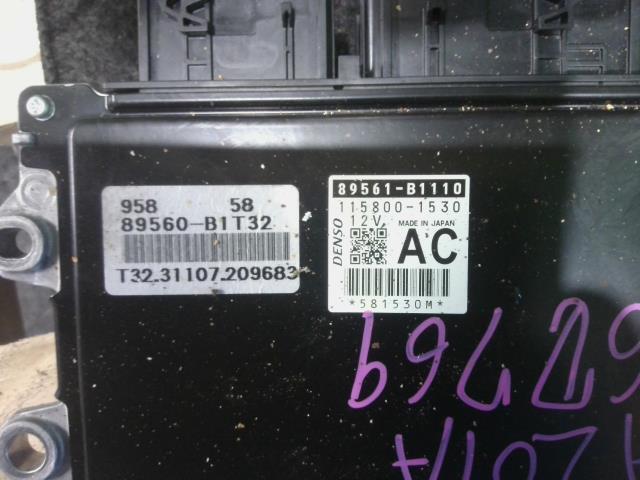 958 58
89560-B1T32
T32.31107.209683
89561-B1110
115800-1530
12V MADE IN JAPAN
DENSO
AC
*581530M*